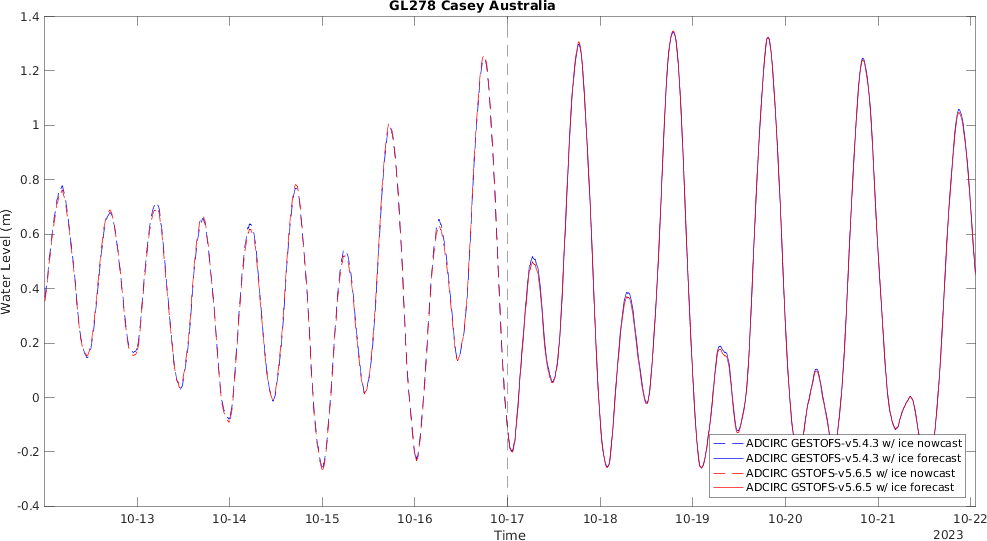 GL278 Casey Australia
1.4
1.2
1
0.8
0.6
0.4
0.2
0
-0.2
-0.4
Water Level (m)
ADCIRC GESTOFS-v5.4.3 w/ ice nowcast
ADCIRC GESTOFS-v5.4.3 w/ ice forecast
ADCIRC GSTOFS-v5.6.5 w/ ice nowcast
ADCIRC GSTOFS-v5.6.5 w/ ice forecast
10-13 10-14 10-15 10-16 10-17 10-18 10-19 10-20 10-21 10-22
Time
2023